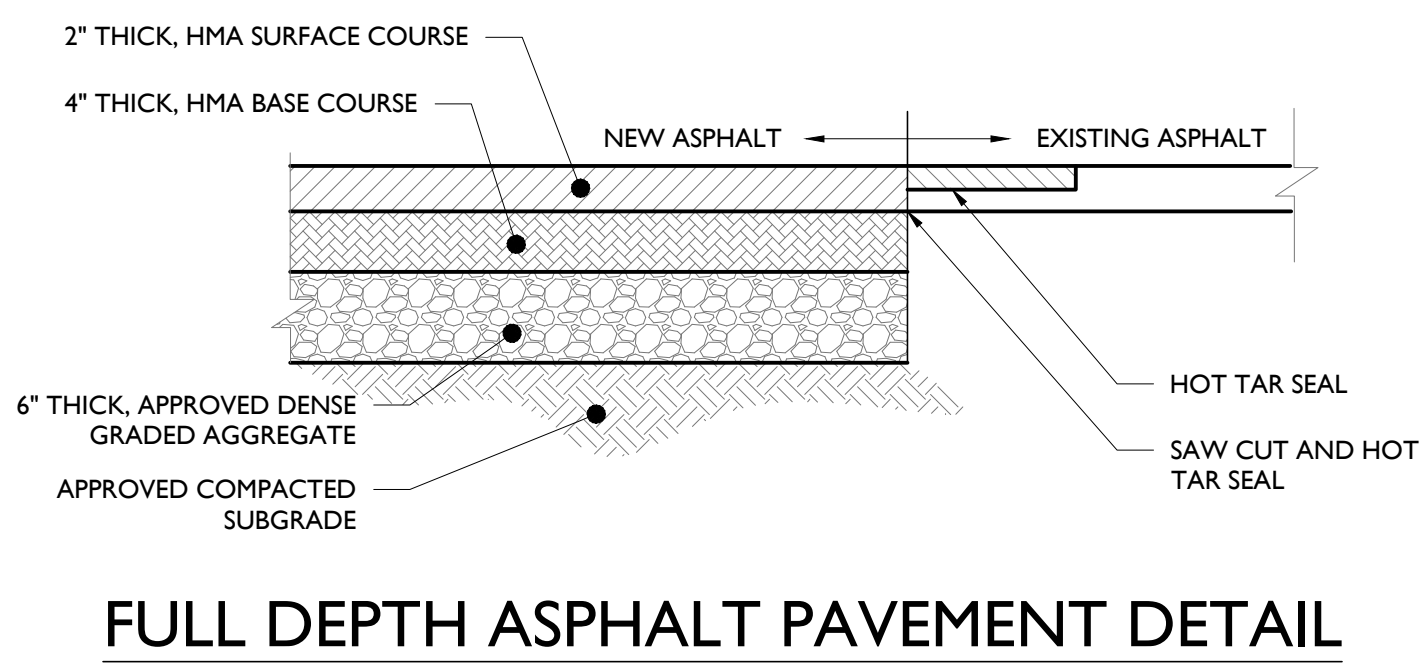 2" THICK, HMA SURFACE COURSE
4" THICK, HMA BASE COURSE
NEW ASPHALT
EXISTING ASPHALT
6" THICK, APPROVED DENSE
GRADED AGGREGATE
APPROVED COMPACTED
SUBGRADE
HOT TAR SEAL
SAW CUT AND HOT
TAR SEAL
FULL DEPTH ASPHALT PAVEMENT DETAIL